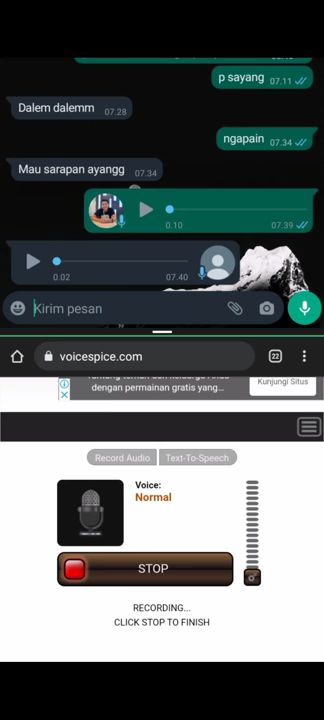 p sayang 07.11
Dalem dalemm 07.28
ngapain 07.34
Mau sarapan ayangg 07.34
0.10 07.39
0.02 07.40
Kirim pesan
voicespice.com 22
dengan permainan gratis yang...
Kunjungi Situs
Record Audio Text-To-Speech
Voice:
Normal
STOP
RECORDING...
CLICK STOP TO FINISH